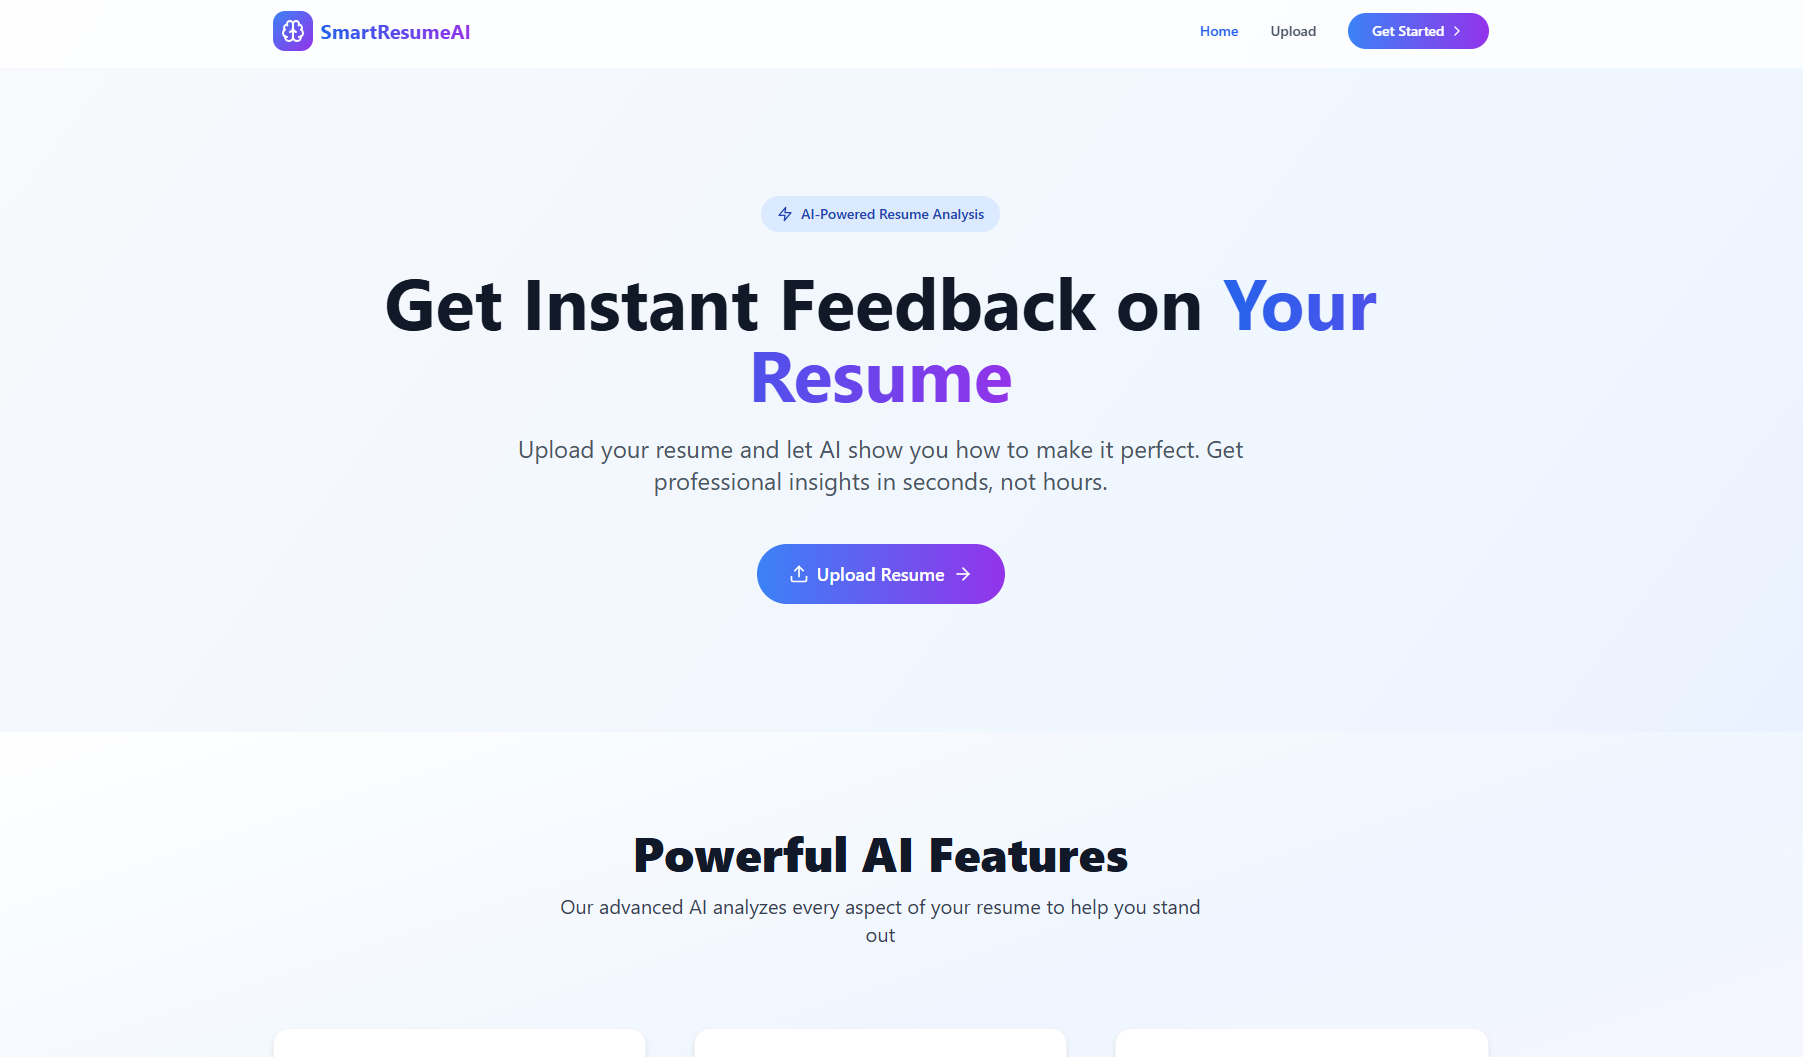 SmartResumeAI
Home
Upload
Get Started
AI-Powered Resume Analysis
Get Instant Feedback on Your
Resume
Upload your resume and let AI show you how to make it perfect. Get
professional insights in seconds, not hours.
Upload Resume
Powerful AI Features
Our advanced AI analyzes every aspect of your resume to help you stand
out